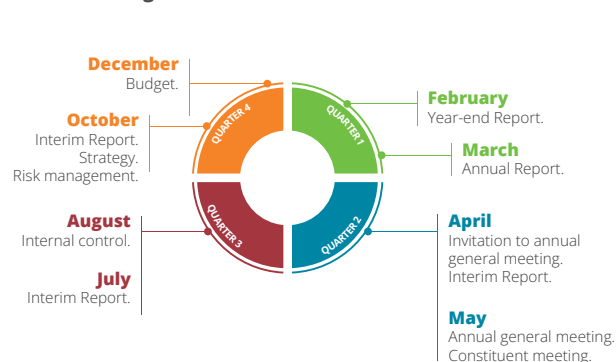 December
Budget.
October
Interim Report.
Strategy.
Risk management.
August
Internal control.
July
Interim Report.
QUARTER 4
QUARTER 1
QUARTER 3
QUARTER 2
February
Year-end Report.
March
Annual Report.
April
Invitation to annual
general meeting.
Interim Report.
May
Annual general meeting.
Constituent meeting.